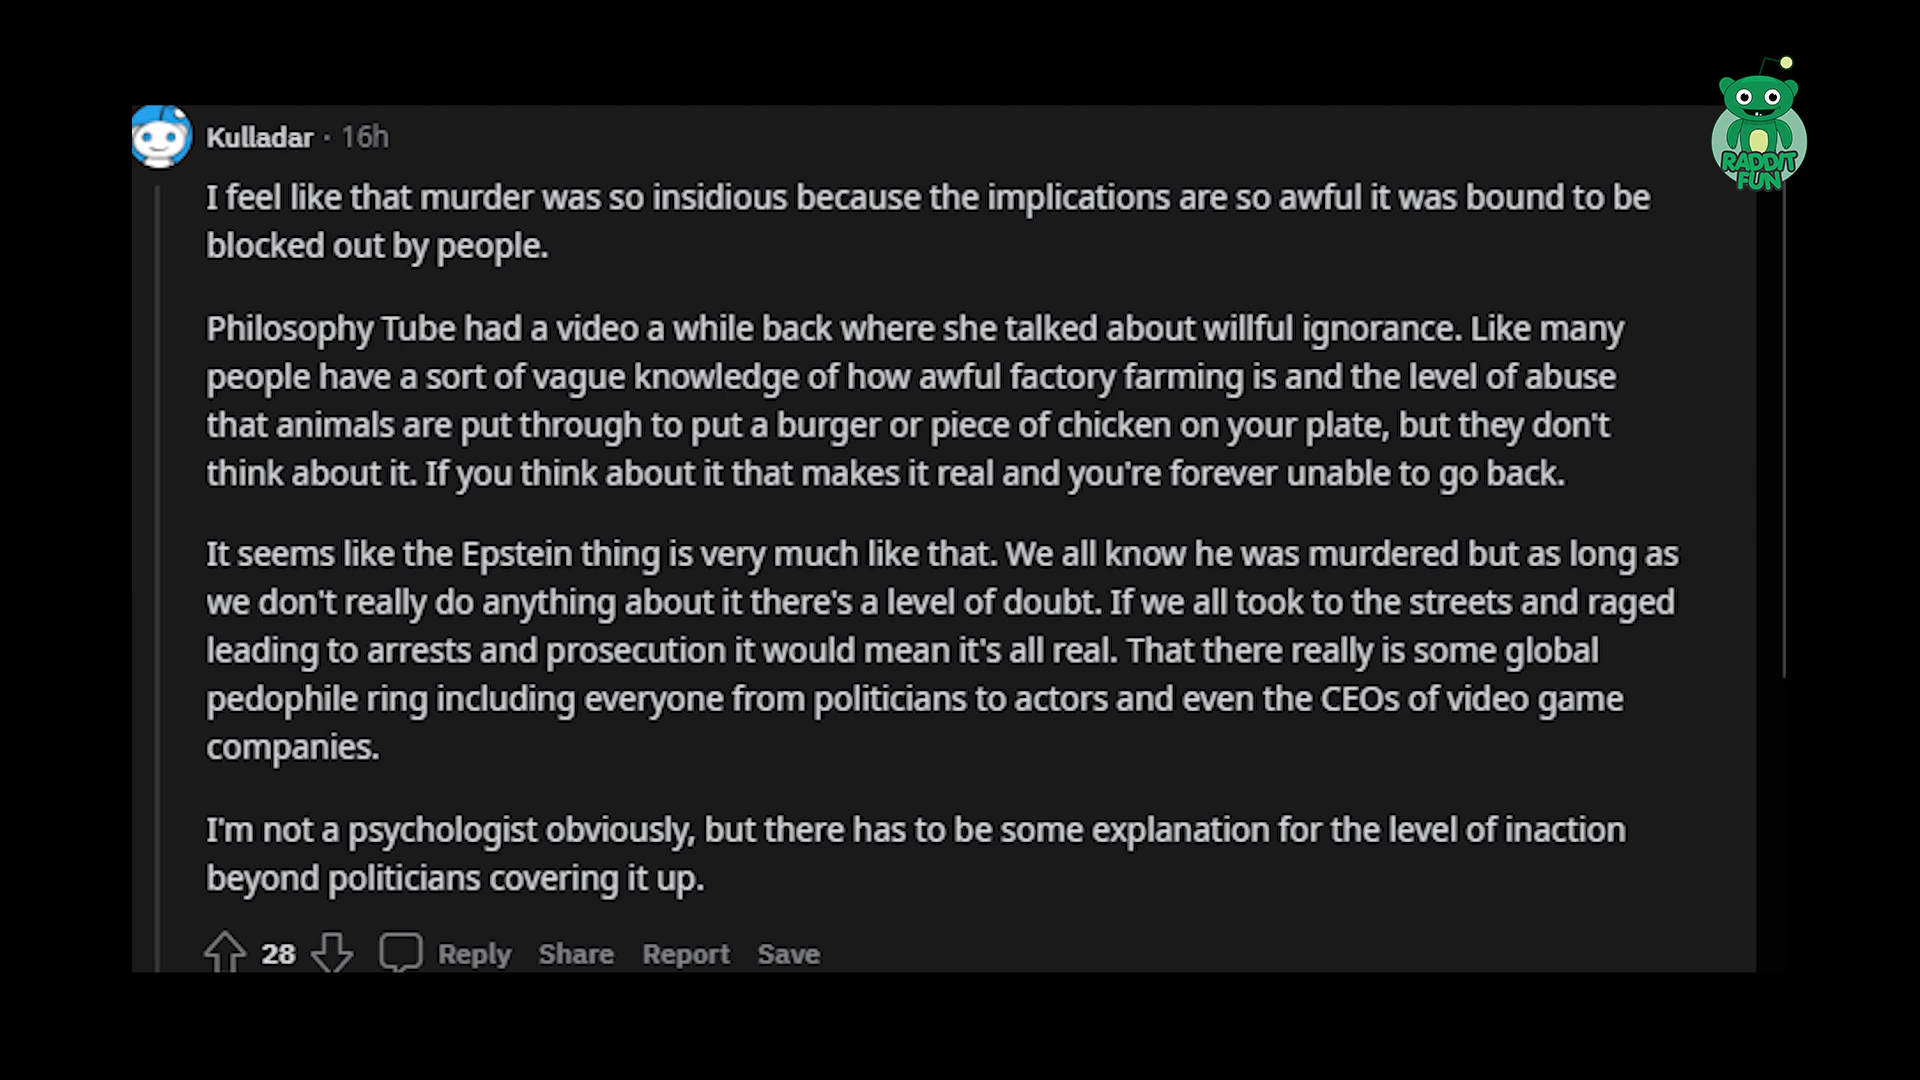 RADDIT
FUN
Kulladar · 16h
I feel like that murder was so insidious because the implications are so awful it was bound to be
blocked out by people.
Philosophy Tube had a video a while back where she talked about willful ignorance. Like many
people have a sort of vague knowledge of how awful factory farming is and the level of abuse
that animals are put through to put a burger or piece of chicken on your plate, but they don't
think about it. If you think about it that makes it real and you're forever unable to go back.
It seems like the Epstein thing is very much like that. We all know he was murdered but as long as
we don't really do anything about it there's a level of doubt. If we all took to the streets and raged
leading to arrests and prosecution it would mean it's all real. That there really is some global
pedophile ring including everyone from politicians to actors and even the CEOs of video game
companies.
I'm not a psychologist obviously, but there has to be some explanation for the level of inaction
beyond politicians covering it up.
28 Reply Share Report Save